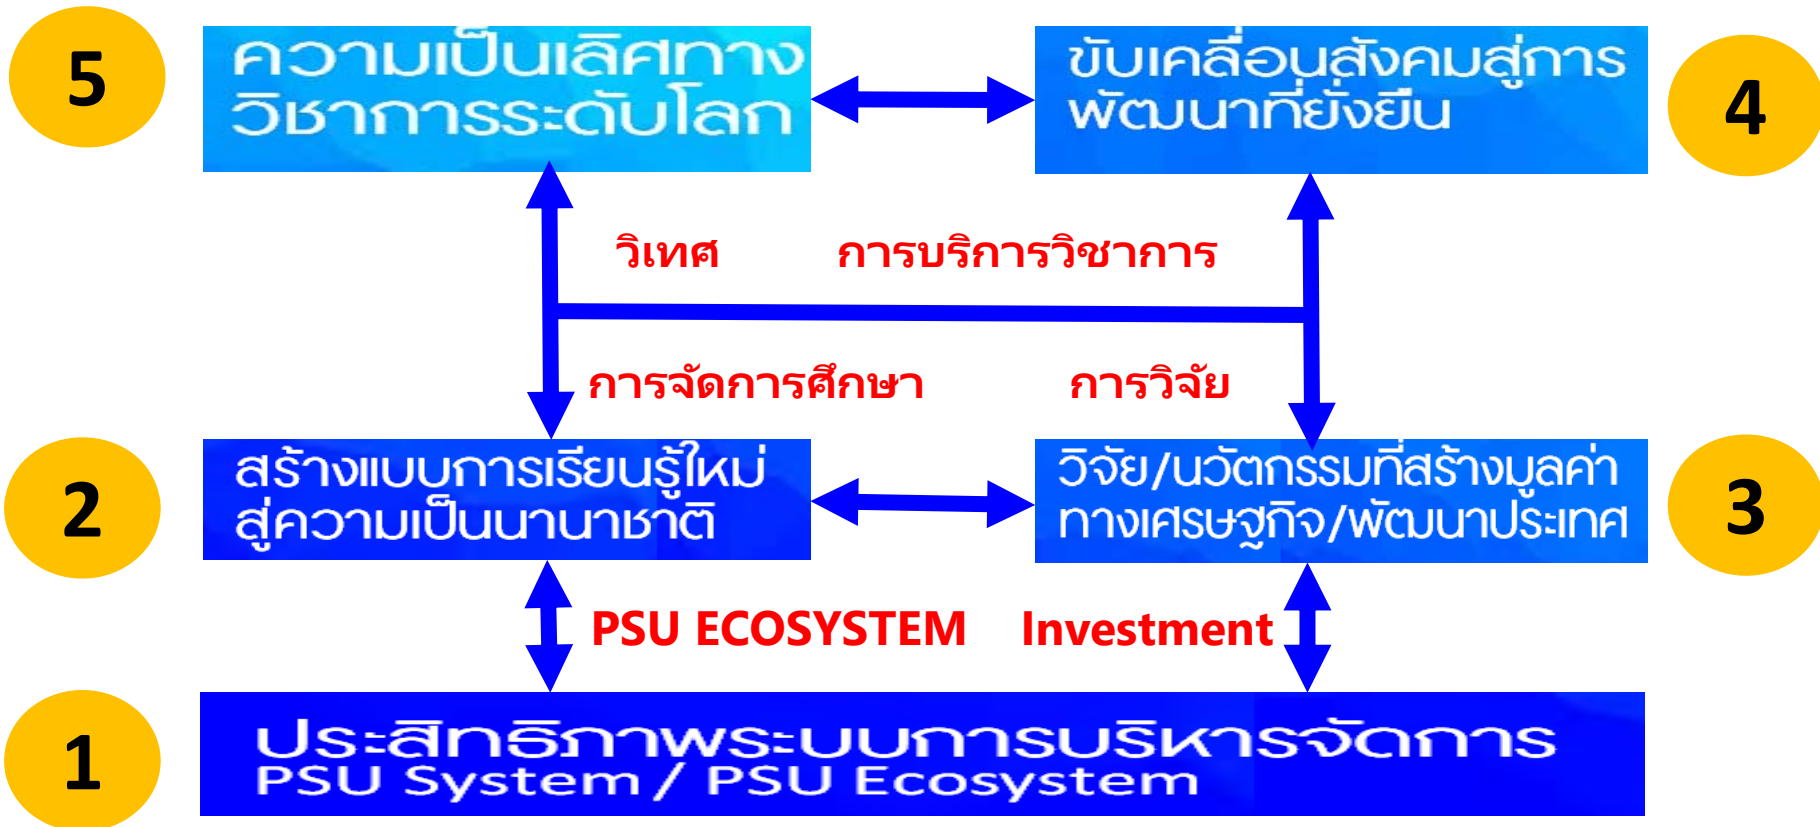 5
ความเป็นเลิศทาง
วิชาการระดับโลก
ขับเคลื่อนสังคมสู่การ
พัฒนาที่ยั่งยืน
4
วิเทศ
การบริการวิชาการ
การจัดการศึกษา
การวิจัย
2
สร้างแบบการเรียนรู้ใหม่
สู่ความเป็นนานาชาติ
วิจัย/นวัตกรรมที่สร้างมูลค่า
ทางเศรษฐกิจ/พัฒนาประเทศ
3
PSU ECOSYSTEM
Investment
1
ประสิทธิภาพระบบการบริหารจัดการ
PSU System / PSU Ecosystem